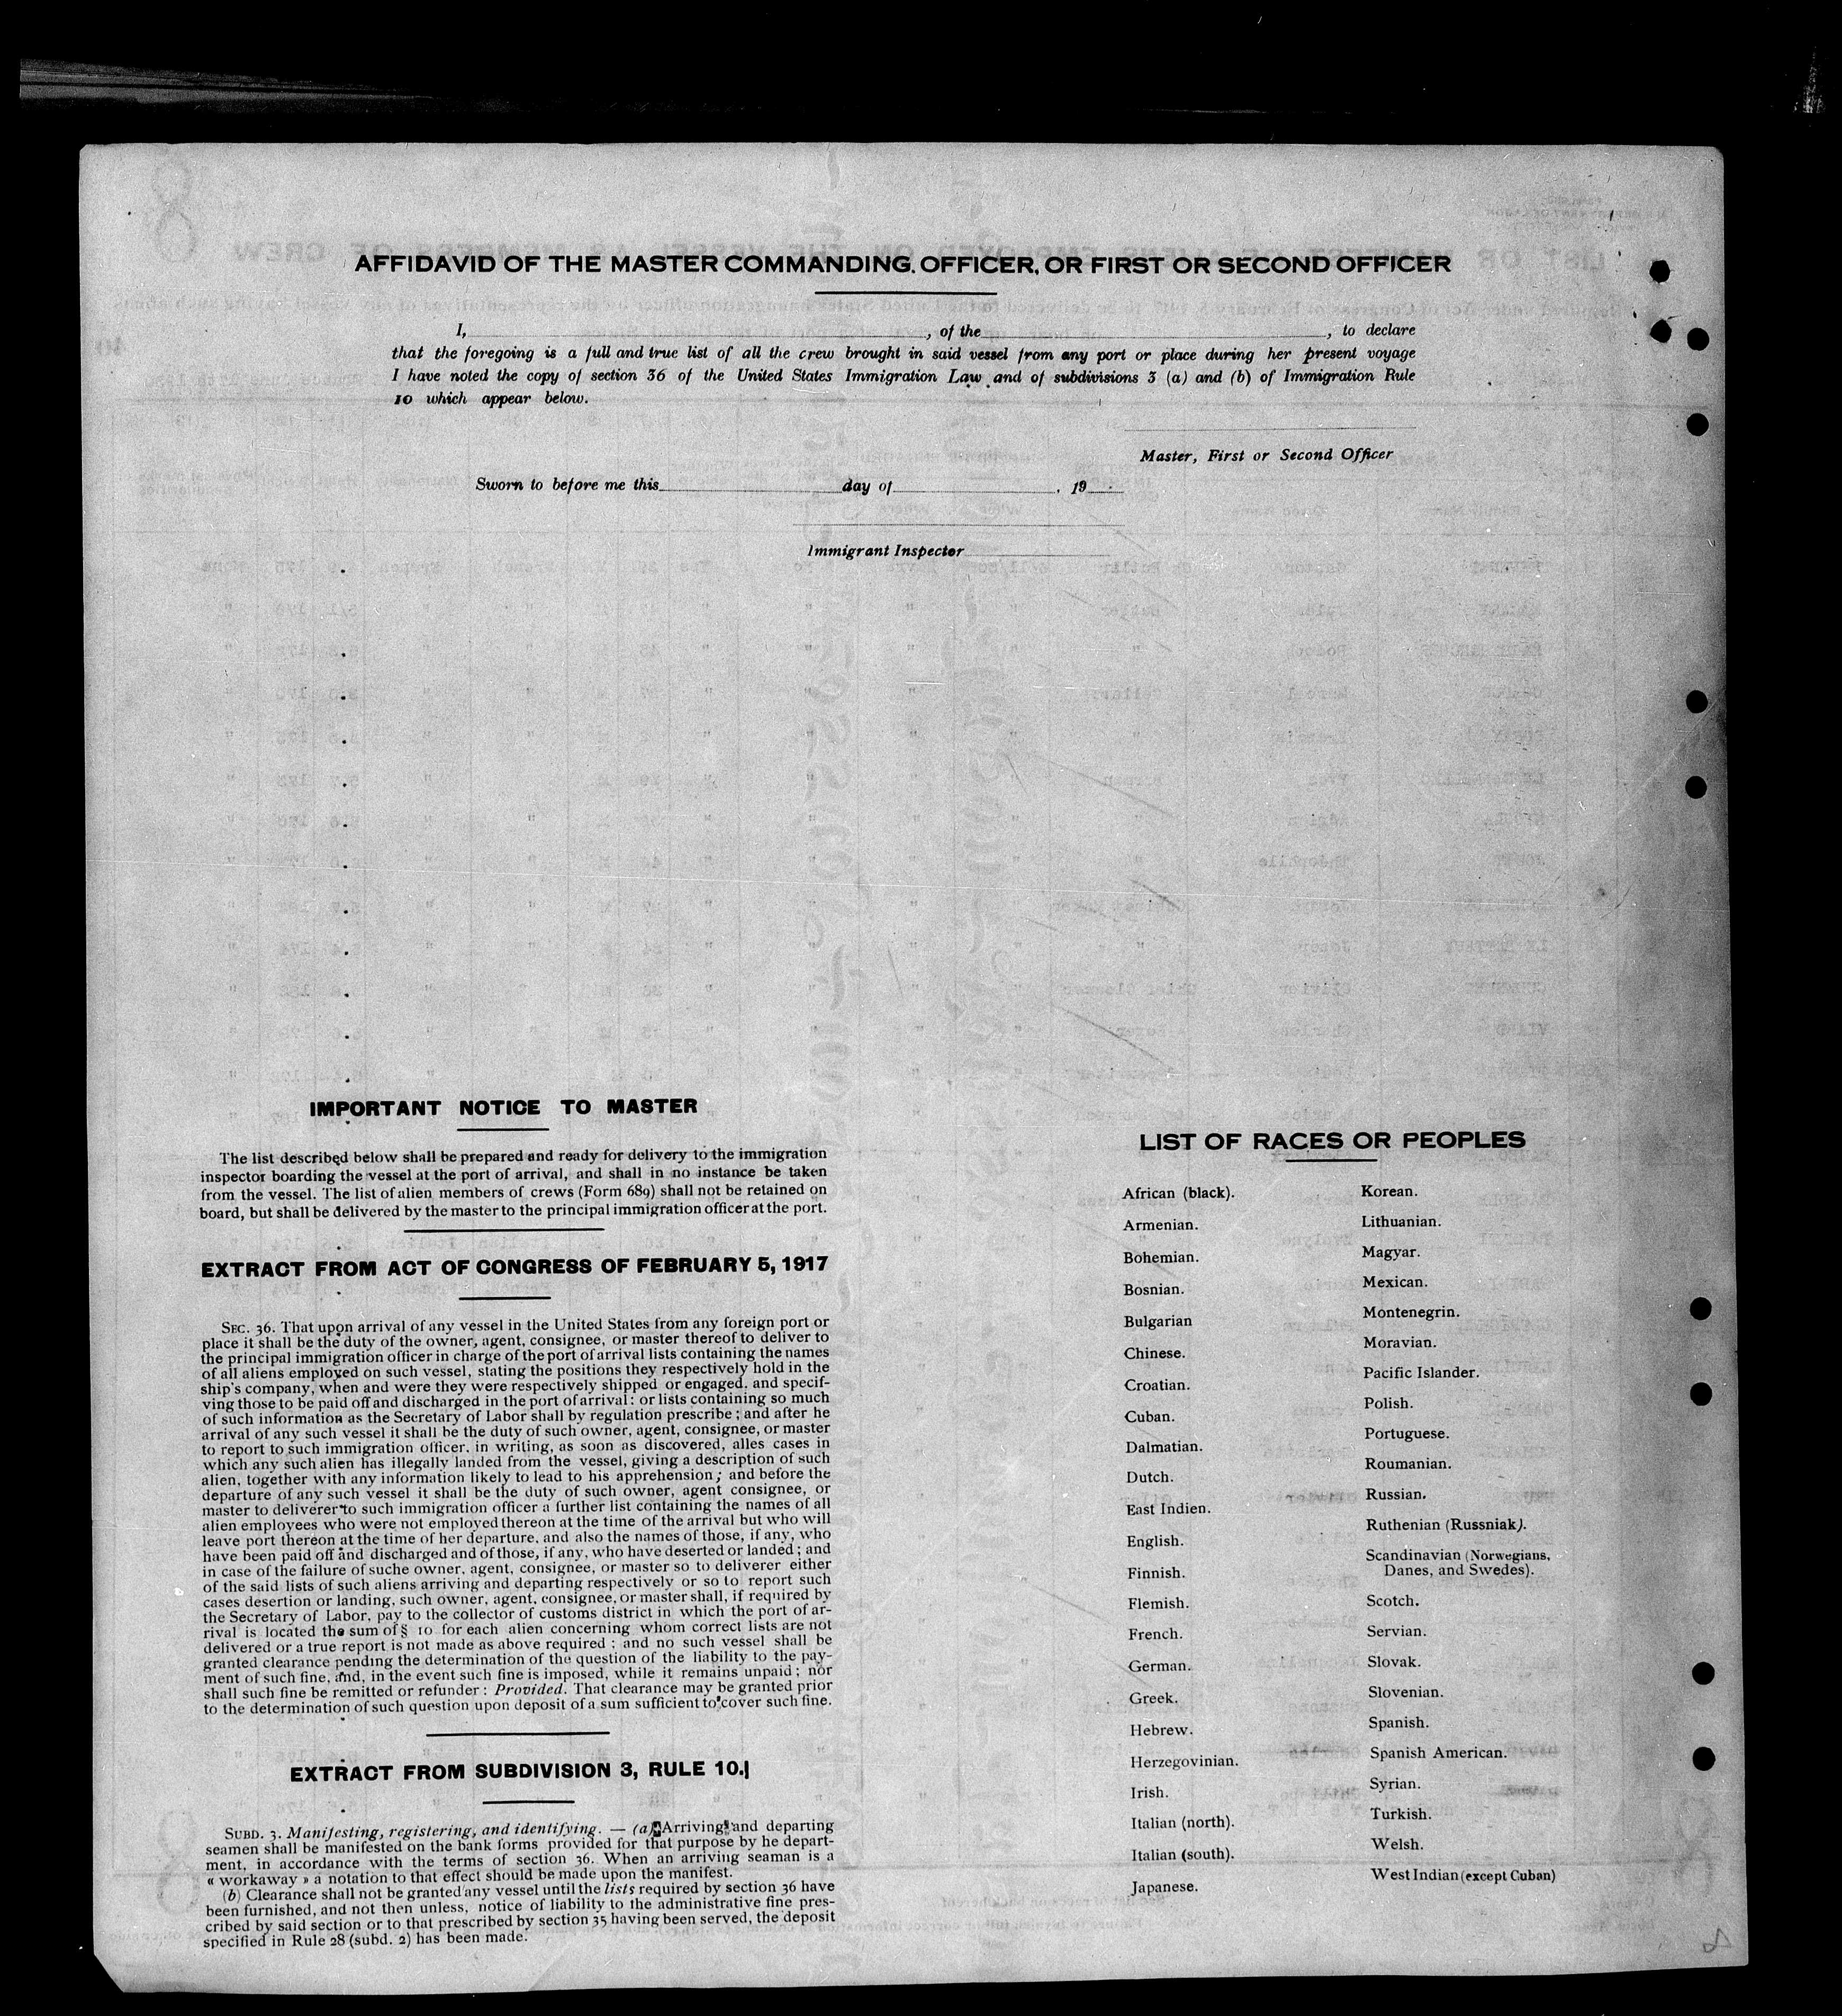 AFFIDAVID OF THE MASTER COMMANDING. OFFICER, OR FIRST OR SECOND OFFICER
I, , of the , to declare
that the foregoing is a full and true list of all the crew brought in said vessel from any port or place during her present voyage
I have noted the copy of section 36 of the United States Immigration Law and of subdivisions 3 (a) and (b) of Immigration Rule
10 which appear below.
Master, First or Second Officer
Sworn to before me this day of , 19
Immigrant Inspector
IMPORTANT NOTICE TO MASTER
The list described below shall be prepared and ready for delivery to the immigration
inspector boarding the vessel at the port of arrival, and shall in no instance be taken
from the vessel. The list of alien members of crews (Form 689) shall not be retained on
board, but shall be delivered by the master to the principal immigration officer at the port.
EXTRACT FROM ACT OF CONGRESS OF FEBRUARY 5, 1917
SEC. 36. That upon arrival of any vessel in the United States from any foreign port or
place it shall be the duty of the owner, agent, consignee, or master thereof to deliver to
the principal immigration officer in charge of the port of arrival lists containing the names
of all aliens employed on such vessel, stating the positions they respectively hold in the
ship's company, when and were they were respectively shipped or engaged. and specif-
ving those to be paid off and discharged in the port of arrival: or lists containing so much
of such information as the Secretary of Labor shall by regulation prescribe ; and after he
arrival of any such vessel it shall be the duty of such owner, agent, consignee, or master
to report to such immigration officer. in writing, as soon as discovered, alles cases in
which any such alien has illegally landed from the vessel, giving a description of such
alien, together with any information likely to lead to his apprehension ; and before the
departure of any such vessel it shall be the duty of such owner, agent consignee, or
master to deliverer to such immigration officer a further list containing the names of all
alien employees who were not employed thereon at the time of the arrival but who will
leave port thereon at the time of her departure. and also the names of those, if any, who
have been paid off and discharged and of those, if any, who have deserted or landed ; and
in case of the failure of suche owner, agent, consignee, or master so to deliverer either
of the said lists of such aliens arriving and departing respectively or so to report such
cases desertion or landing, such owner, agent, consignee, or master shall, if required by
the Secretary of Labor, pay to the collector of customs district in which the port of ar-
rival is located the sum of § 10 for each alien concerning whom correct lists are not
delivered or a true report is not made as above required ; and no such vessel shall be
granted clearance pending the determination of the question of the liability to the pay-
ment of such fine, and, in the event such fine is imposed, while it remains unpaid ; nor
shall such fine be remitted or refunder : Provided. That clearance may be granted prior
to the determination of such question upon deposit of a sum sufficient to cover such fine.
EXTRACT FROM SUBDIVISION 3, RULE 10.
SUBD. 3. Manifesting, registering, and identifying. — (a) Arriving and departing
seamen shall be manifested on the bank forms provided for that purpose by he depart-
ment, in accordance with the terms of section 36. When an arriving seaman is a
« workaway » a notation to that effect should be made upon the manifest.
(b) Clearance shall not be granted any vessel until the lists required by section 36 have
been furnished, and not then unless, notice of liability to the administrative fine pres-
cribed by said section or to that prescribed by section 35 having been served, the deposit
specified in Rule 28 (subd. 2) has been made.
LIST OF RACES OR PEOPLES
African (black).
Armenian.
Bohemian.
Bosnian.
Bulgarian
Chinese.
Croatian.
Cuban.
Dalmatian.
Dutch.
East Indien.
English.
Finnish.
Flemish.
French.
German.
Greek.
Hebrew.
Herzegovinian.
Irish.
Italian (north).
Italian (south).
Japanese.
Korean.
Lithuanian.
Magyar.
Mexican.
Montenegrin.
Moravian.
Pacific Islander.
Polish.
Portuguese.
Roumanian.
Russian.
Ruthenian (Russniak).
Scandinavian (Norwegians,
Danes, and Swedes).
Scotch.
Servian.
Slovak.
Slovenian.
Spanish.
Spanish American.
Syrian.
Turkish.
Welsh.
West Indian (except Cuban)